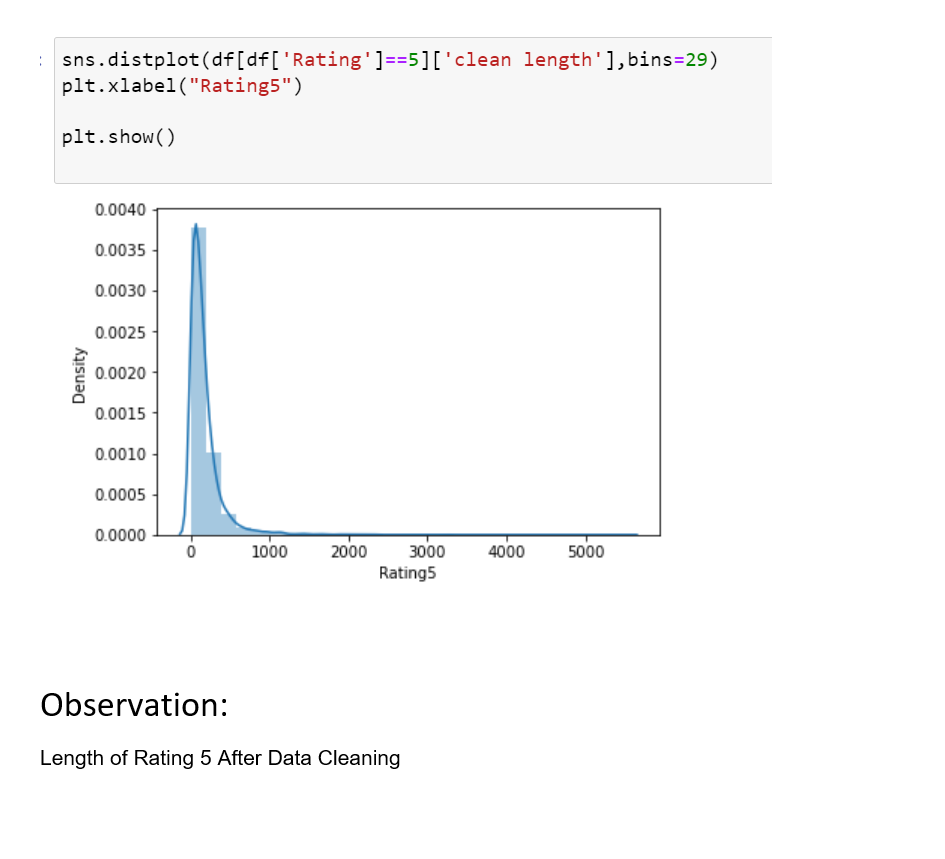 :
sns.distplot(df[df['Rating']==5]['clean length'],bins=29)
plt.xlabel("Rating5")
plt.show()
0.0040
0.0035
0.0030
0.0025
0.0020
0.0015
0.0010
0.0005
0.0000
Density
0 1000 2000 3000 4000 5000
Rating5
Observation:
Length of Rating 5 After Data Cleaning